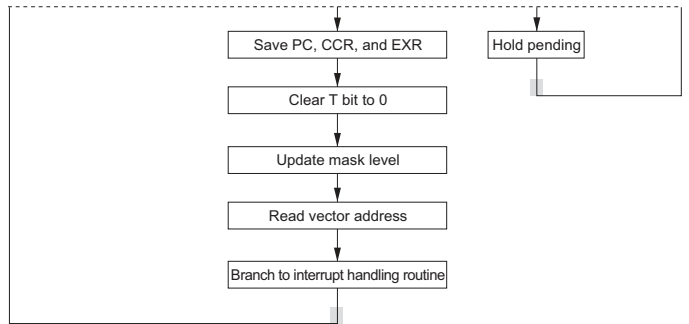 Save PC, CCR, and EXR
Hold pending
Clear T bit to 0
Update mask level
Read vector address
Branch to interrupt handling routine